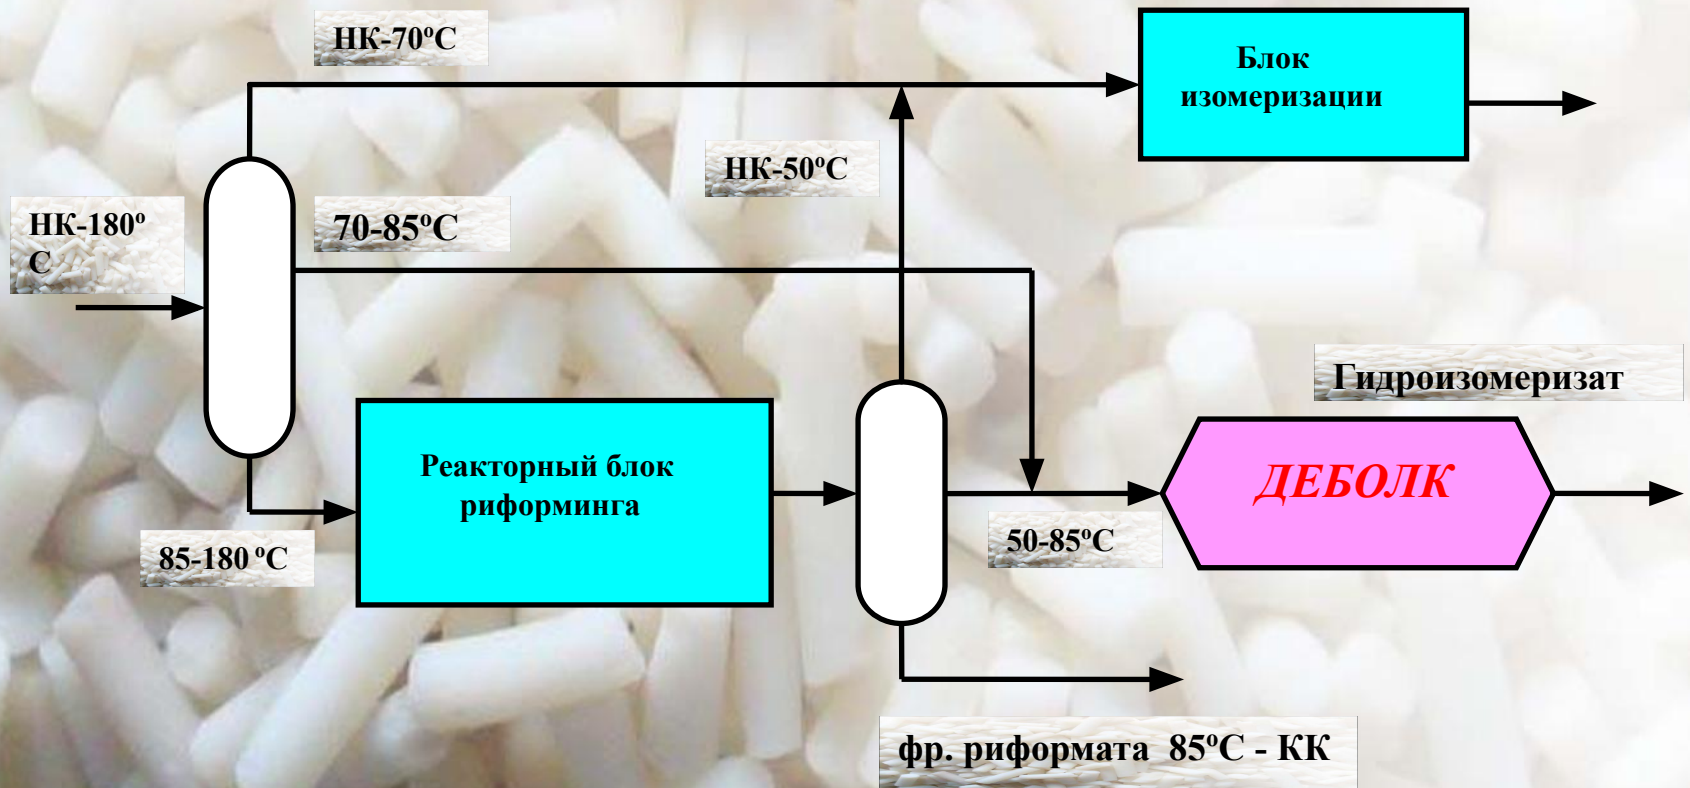 НК-70ºС
Блок
изомеризации
НК-50ºС
НК-180º
С
70-85ºС
Гидроизомеризат
Реакторный блок
риформинга
ДЕБОЛК
85-180 ºС
50-85ºС
фр. риформата 85ºС - КК